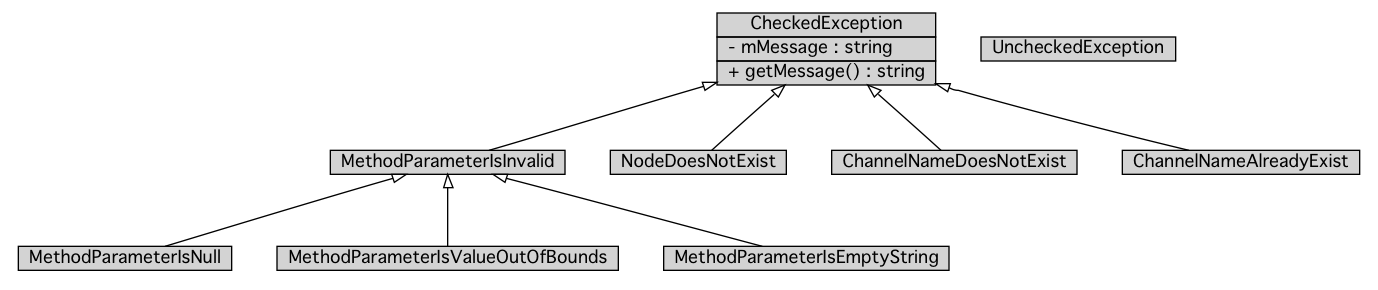 CheckedException
- mMessage : string
+ getMessage() : string
UncheckedException
MethodParameterIsInvalid
NodeDoesNotExist
ChannelNameDoesNotExist
ChannelNameAlreadyExist
MethodParameterIsNull
MethodParameterIsValueOutOfBounds
MethodParameterIsEmptyString